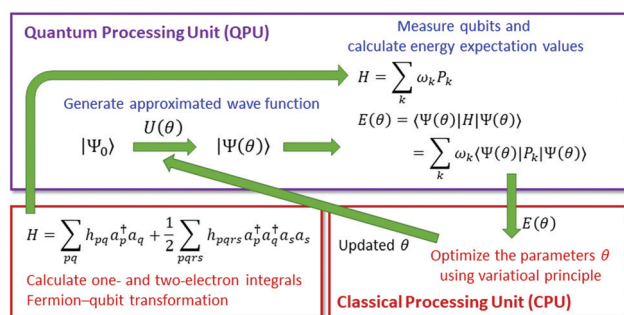 Quantum Processing Unit (QPU)
Measure qubits and
calculate energy expectation values
H = ∑_k ω_k P_k
Generate approximated wave function
U(θ)
|Ψ₀⟩ |Ψ(θ)⟩
E(θ) = ⟨Ψ(θ)|H|Ψ(θ)⟩
= ∑_k ω_k⟨Ψ(θ)|P_k|Ψ(θ)⟩
H = ∑_pq h_pq a_p† a_q + 1/2 ∑_pqrs h_pqrs a_p† a_q† a_s a_s
Calculate one- and two-electron integrals
Fermion–qubit transformation
Updated θ
E(θ)
Optimize the parameters θ
using variatioal principle
Classical Processing Unit (CPU)